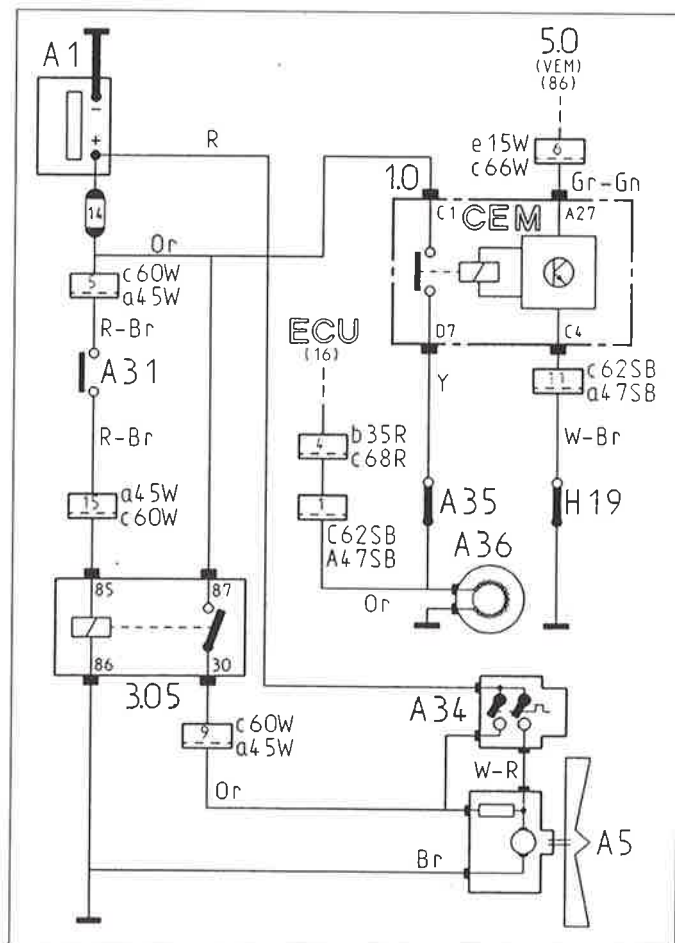 A1
-
+
5.0
(VEM)
(86)
R
e15W
c66W
6
14
1.0
Gr-Gn
C1
CEM
A27
Or
5
c60W
a45W
R-Br
A31
ECU
(16)
D7
C4
Y
11
c62SB
a47SB
R-Br
4
b35R
c68R
W-Br
15
a45W
c60W
1
A35
H19
C62SB
A47SB
A36
85
87
Or
86
30
3.05
A34
9
c60W
a45W
W-R
Or
A5
Br